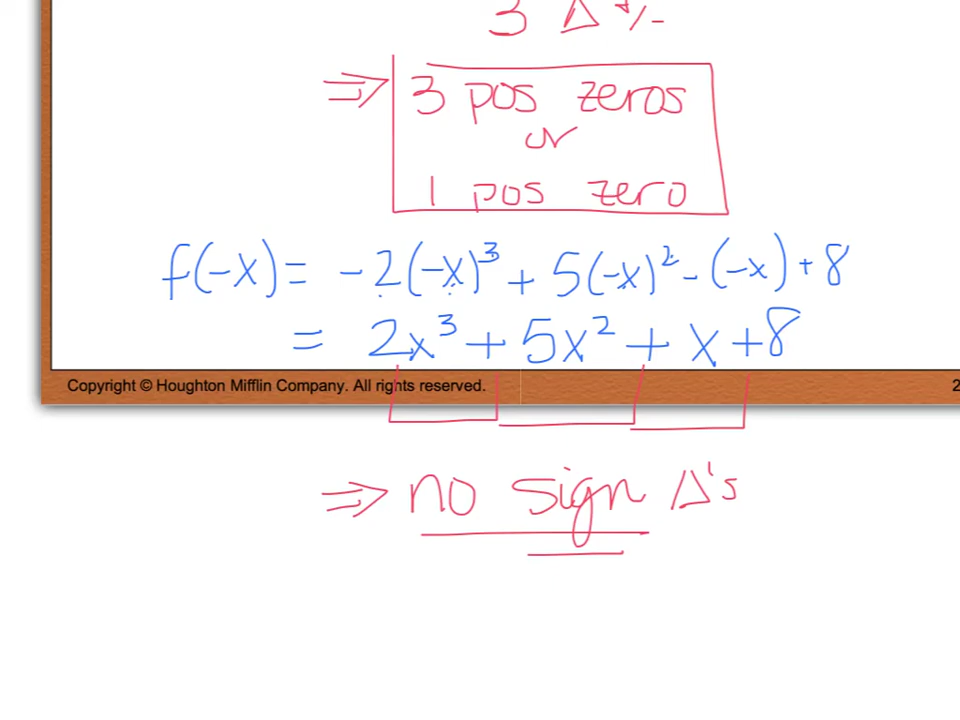 3 Δ +/-
⇒ 3 pos zeros
or
1 pos zero
f(-x) = -2(-x)³ + 5(-x)² - (-x) + 8
= 2x³ + 5x² + x + 8
Copyright © Houghton Mifflin Company. All rights reserved.
2
⇒ no sign Δ's